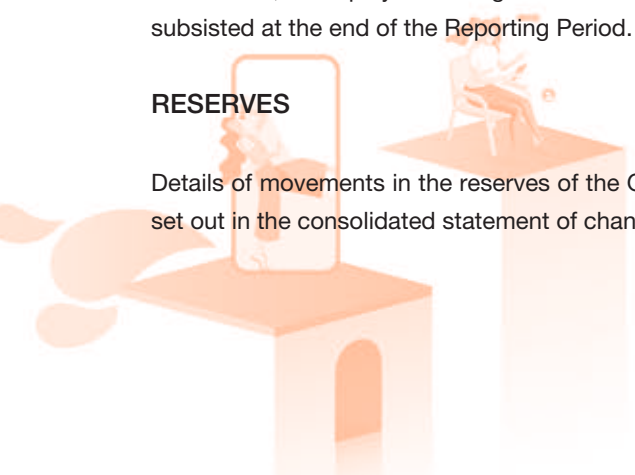 subsisted at the end of the Reporting Period.
RESERVES
Details of movements in the reserves of the
set out in the consolidated statement of